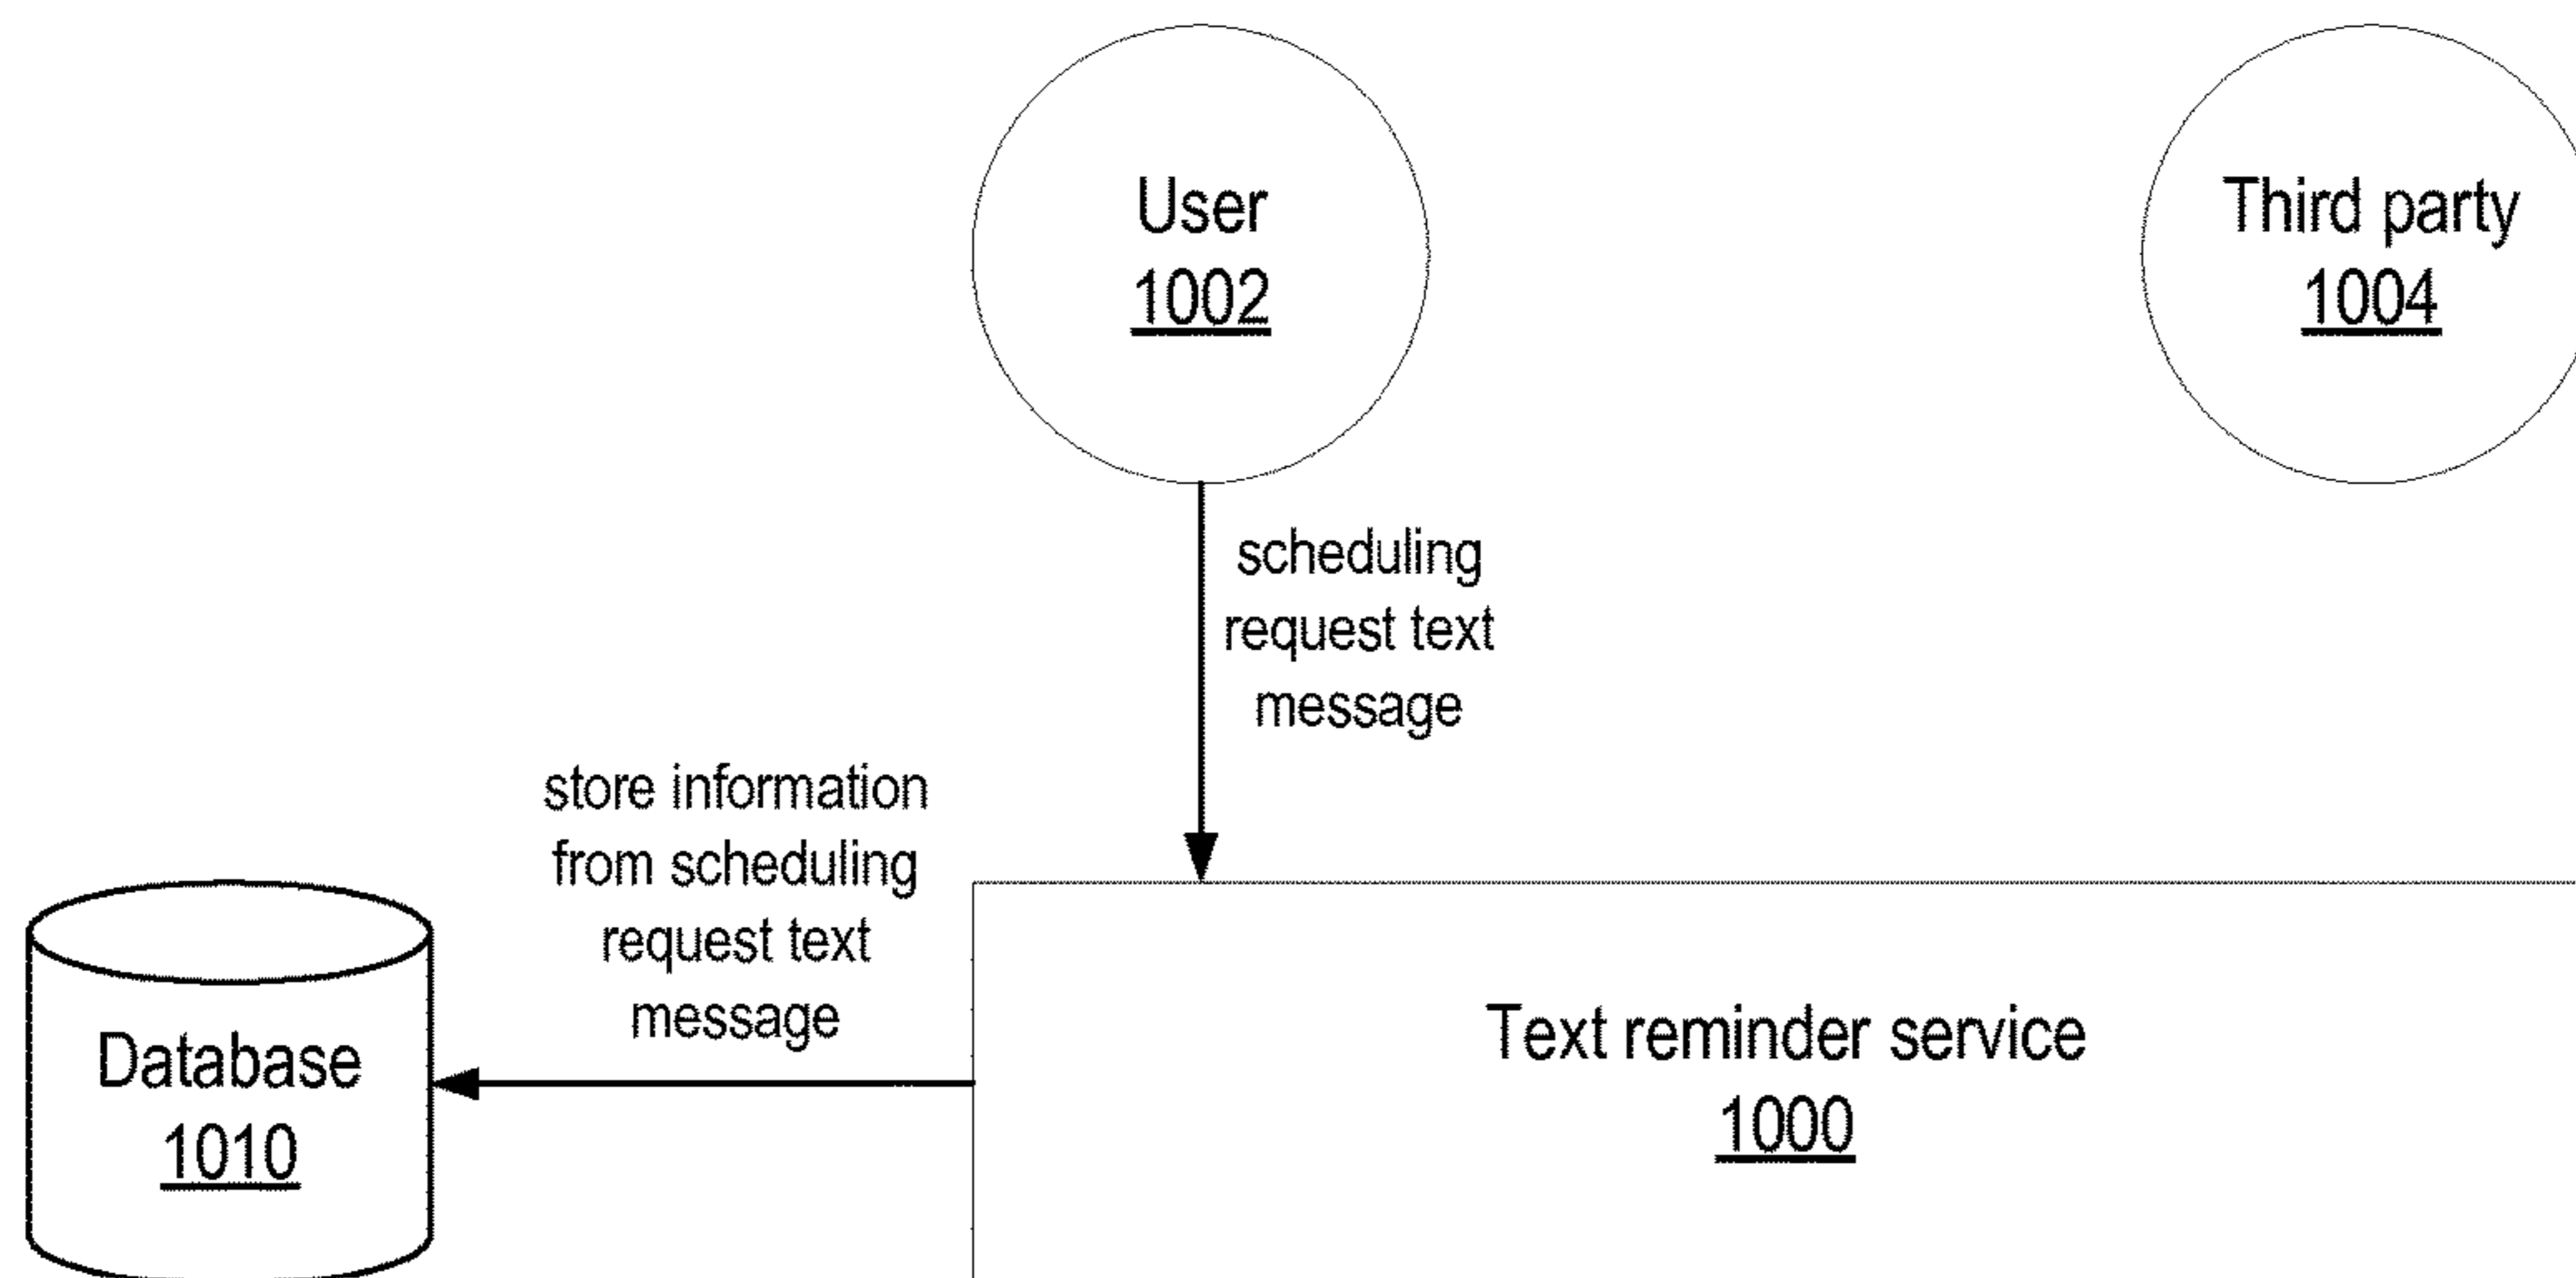 User
1002
Third party
1004
scheduling
request text
message
store information
from scheduling
request text
message
Database
1010
Text reminder service
1000